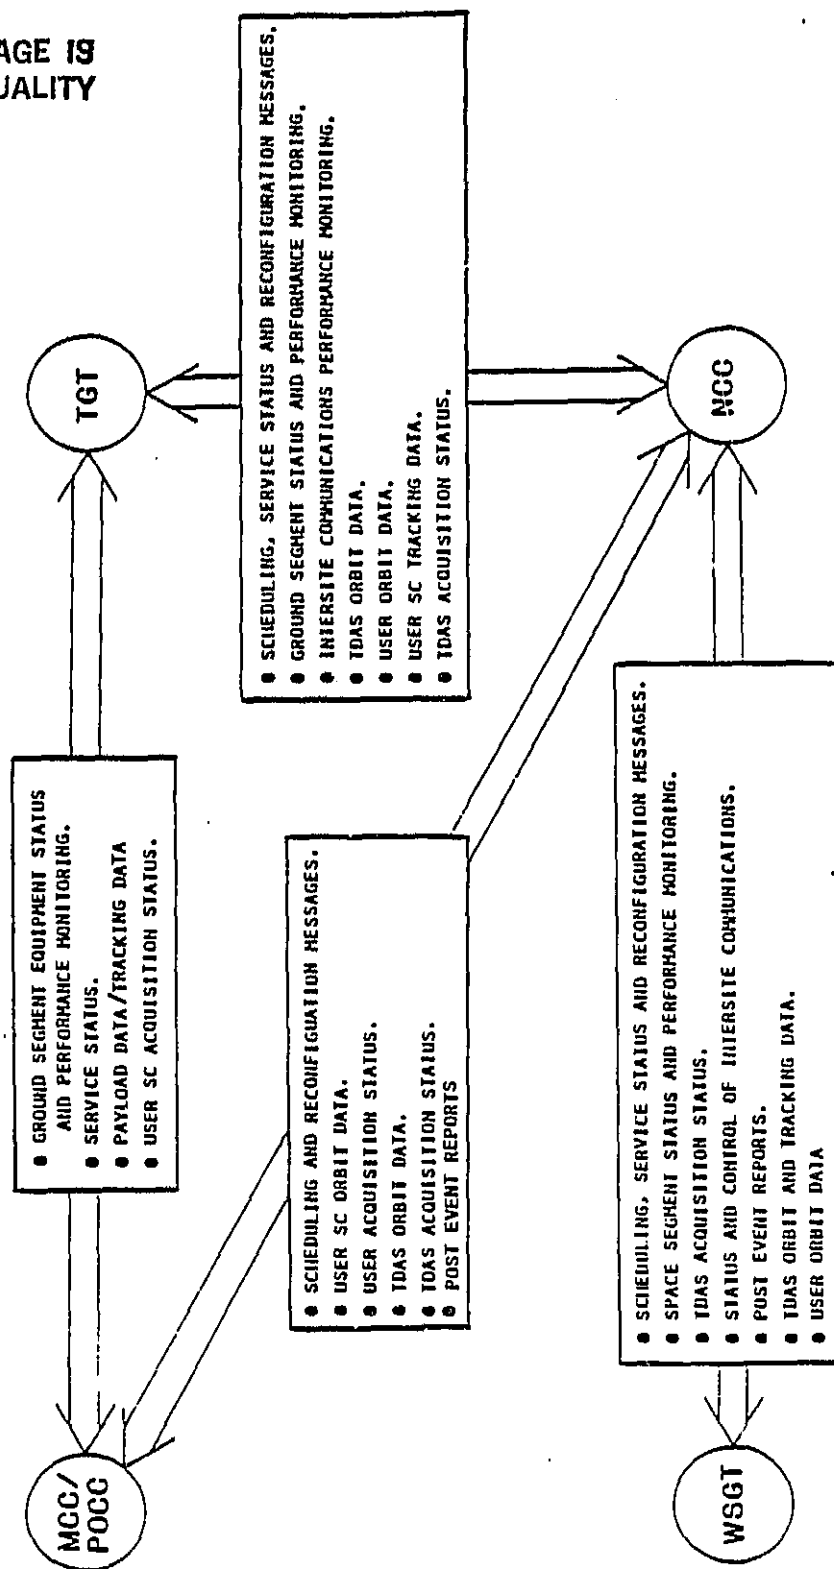 AGE IS
UALITY
MCC/
POCC
TGT
● GROUND SEGMENT EQUIPMENT STATUS
AND PERFORMANCE MONITORING.
● SERVICE STATUS.
● PAYLOAD DATA/TRACKING DATA
● USER SC ACQUISITION STATUS.
● SCHEDULING, SERVICE STATUS AND RECONFIGURATION MESSAGES.
● GROUND SEGMENT STATUS AND PERFORMANCE MONITORING.
● INTERSITE COMMUNICATIONS PERFORMANCE MONITORING.
● TDAS ORBIT DATA.
● USER ORBIT DATA.
● USER SC TRACKING DATA.
● TDAS ACQUISITION STATUS.
● SCHEDULING AND RECONFIGUATION MESSAGES.
● USER SC ORBIT DATA.
● USER ACQUISITION STATUS.
● TDAS ORBIT DATA.
● TDAS ACQUISITION STATUS.
● POST EVENT REPORTS
WSGT
NCC
● SCHEDULING, SERVICE STATUS AND RECONFIGURATION MESSAGES.
● SPACE SEGMENT STATUS AND PERFORMANCE MONITORING.
● TDAS ACQUISITION STATUS.
● STATUS AND CONTROL OF INTERSITE COMMUNICATIONS.
● POST EVENT REPORTS.
● TDAS ORBIT AND TRACKING DATA.
● USER ORBIT DATA